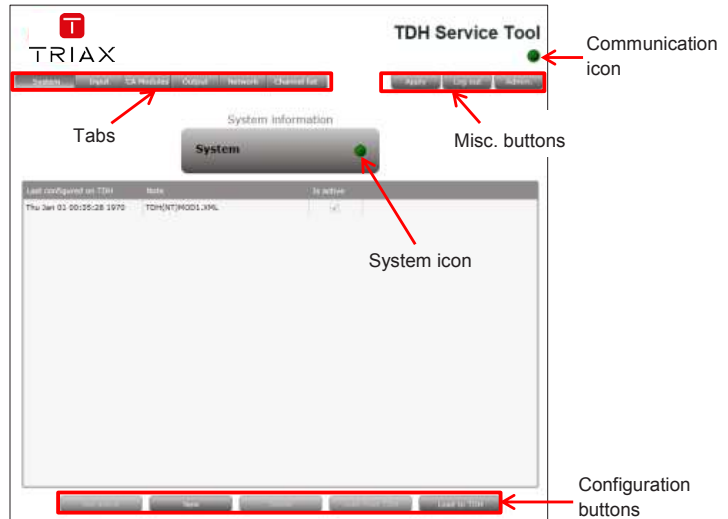 TRIAX
TDH Service Tool
Communication
icon
System Input CA Modules Output Network Channel list
Apply Log out Admin
Tabs
Misc. buttons
System information
System
Last configured on TDH Note Is active
Thu Jan 01 00:35:28 1970 TDH(NT)MOD1.XML
System icon
New Load to TDH
Configuration
buttons